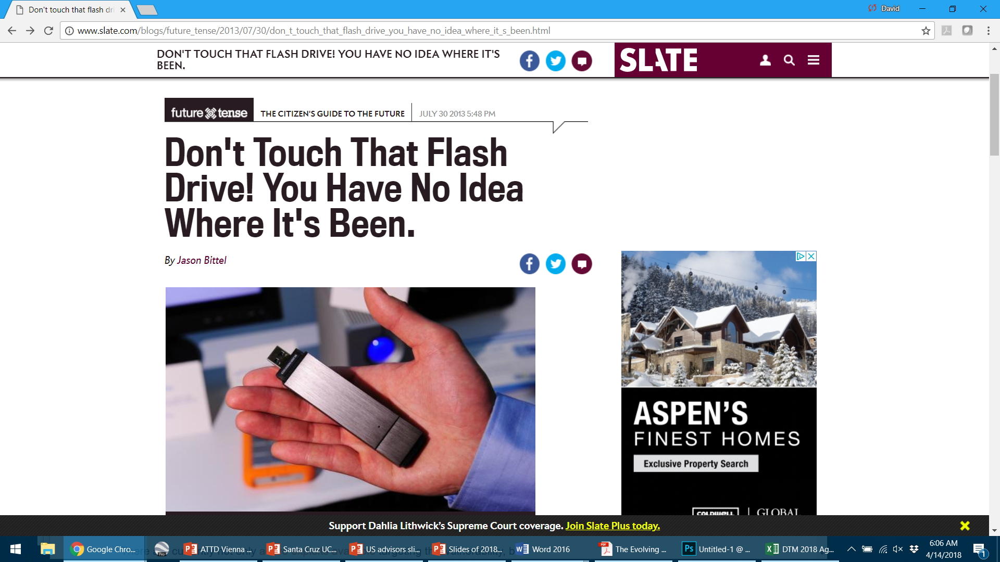 Don't touch that flash dri
David
www.slate.com/blogs/future_tense/2013/07/30/don_t_touch_that_flash_drive_you_have_no_idea_where_it_s_been.html
DON'T TOUCH THAT FLASH DRIVE! YOU HAVE NO IDEA WHERE IT'S
BEEN.
SLATE
future tense
THE CITIZEN'S GUIDE TO THE FUTURE
JULY 30 2013 5:48 PM
Don't Touch That Flash
Drive! You Have No Idea
Where It's Been.
By Jason Bittel
ASPEN'S
FINEST HOMES
Exclusive Property Search
COLDWELL
GLOBAL
Support Dahlia Lithwick's Supreme Court coverage. Join Slate Plus today.
Google Chro...
Pro
ATTD Vienna ...
Santa Cruz UC...
US advisors sli...
Slides of 2018...
Word 2016
The Evolving ...
Ps
Untitled-1 @ ...
DTM 2018 Ag...
6:06 AM
4/14/2018
1